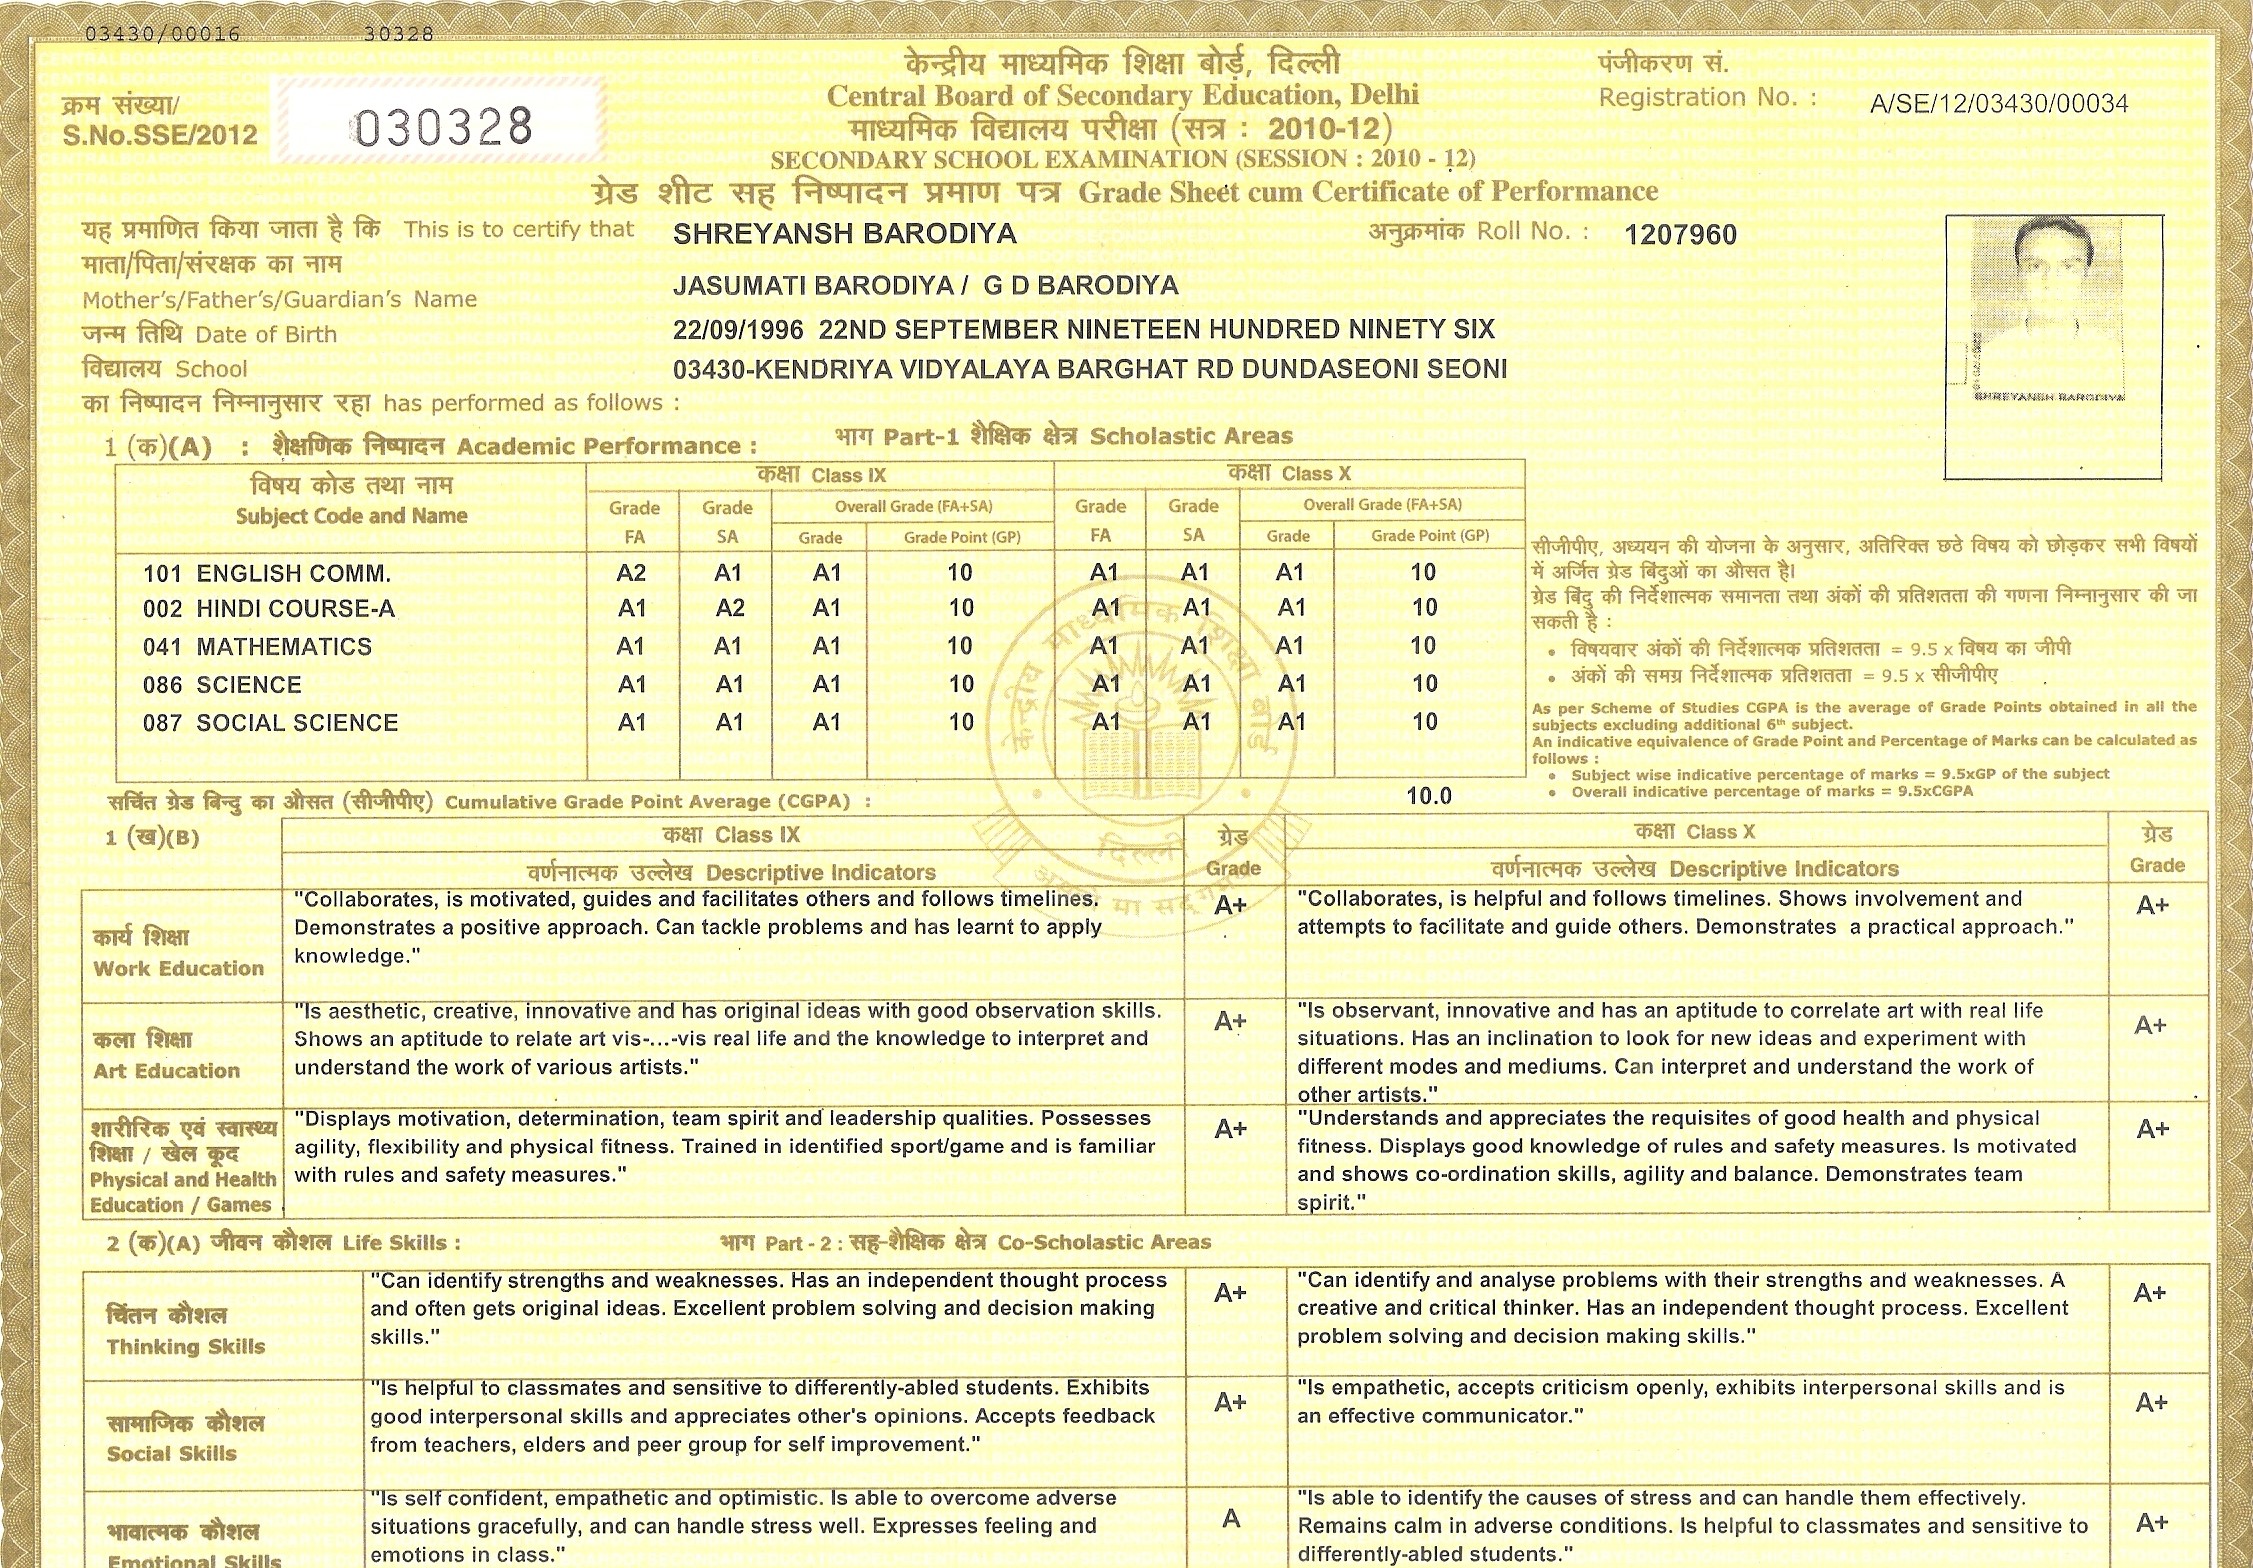 03430/00016 30328
केन्द्रीय माध्यमिक शिक्षा बोर्ड, दिल्ली
पंजीकरण सं.
क्रम संख्या/
Central Board of Secondary Education, Delhi
Registration No. : A/SE/12/03430/00034
S.No.SSE/2012 030328
माध्यमिक विद्यालय परीक्षा (सत्र : 2010-12)
SECONDARY SCHOOL EXAMINATION (SESSION : 2010 - 12)
ग्रेड शीट सह निष्पादन प्रमाण पत्र Grade Sheet cum Certificate of Performance
यह प्रमाणित किया जाता है कि This is to certify that SHREYANSH BARODIYA अनुक्रमांक Roll No. : 1207960
माता/पिता/संरक्षक का नाम
Mother's/Father's/Guardian's Name JASUMATI BARODIYA / G D BARODIYA
जन्म तिथि Date of Birth 22/09/1996 22ND SEPTEMBER NINETEEN HUNDRED NINETY SIX
विद्यालय School 03430-KENDRIYA VIDYALAYA BARGHAT RD DUNDASEONI SEONI
SHREYANSH BARODIYA
का निष्पादन निम्नानुसार रहा has performed as follows :
भाग Part-1 शैक्षिक क्षेत्र Scholastic Areas
1 (क)(A) : शैक्षणिक निष्पादन Academic Performance :
विषय कोड तथा नाम
Subject Code and Name
कक्षा Class IX कक्षा Class X
Grade Grade Overall Grade (FA+SA) Grade Grade Overall Grade (FA+SA)
FA SA Grade Grade Point (GP) FA SA Grade Grade Point (GP)
101 ENGLISH COMM. A2 A1 A1 10 A1 A1 A1 10
002 HINDI COURSE-A A1 A2 A1 10 A1 A1 A1 10
041 MATHEMATICS A1 A1 A1 10 A1 A1 A1 10
086 SCIENCE A1 A1 A1 10 A1 A1 A1 10
087 SOCIAL SCIENCE A1 A1 A1 10 A1 A1 A1 10
सीजीपीए, अध्ययन की योजना के अनुसार, अतिरिक्त छठे विषय को छोड़कर सभी विषयों
में अर्जित ग्रेड बिंदुओं का औसत है।
ग्रेड बिंदु की निर्देशात्मक समानता तथा अंकों की प्रतिशतता की गणना निम्नानुसार की जा
सकती है :
• विषयवार अंकों की निर्देशात्मक प्रतिशतता = 9.5 x विषय का जीपी
• अंकों की समग्र निर्देशात्मक प्रतिशतता = 9.5 x सीजीपीए
As per Scheme of Studies CGPA is the average of Grade Points obtained in all the
subjects excluding additional 6th subject.
An indicative equivalence of Grade Point and Percentage of Marks can be calculated as
follows :
• Subject wise indicative percentage of marks = 9.5xGP of the subject
• Overall indicative percentage of marks = 9.5xCGPA
केन्द्रीय माध्यमिक शिक्षा बोर्ड
दिल्ली
सचिंत ग्रेड बिन्दु का औसत (सीजीपीए) Cumulative Grade Point Average (CGPA) : 10.0
1 (ख)(B) कक्षा Class IX ग्रेड कक्षा Class X ग्रेड
वर्णनात्मक उल्लेख Descriptive Indicators Grade वर्णनात्मक उल्लेख Descriptive Indicators Grade
कार्य शिक्षा
Work Education
"Collaborates, is motivated, guides and facilitates others and follows timelines.
Demonstrates a positive approach. Can tackle problems and has learnt to apply
knowledge."
A+
"Collaborates, is helpful and follows timelines. Shows involvement and
attempts to facilitate and guide others. Demonstrates a practical approach."
A+
कला शिक्षा
Art Education
"Is aesthetic, creative, innovative and has original ideas with good observation skills.
Shows an aptitude to relate art vis-...-vis real life and the knowledge to interpret and
understand the work of various artists."
A+
"Is observant, innovative and has an aptitude to correlate art with real life
situations. Has an inclination to look for new ideas and experiment with
different modes and mediums. Can interpret and understand the work of
other artists."
A+
शारीरिक एवं स्वास्थ्य
शिक्षा / खेल कूद
Physical and Health
Education / Games
"Displays motivation, determination, team spirit and leadership qualities. Possesses
agility, flexibility and physical fitness. Trained in identified sport/game and is familiar
with rules and safety measures."
A+
"Understands and appreciates the requisites of good health and physical
fitness. Displays good knowledge of rules and safety measures. Is motivated
and shows co-ordination skills, agility and balance. Demonstrates team
spirit."
A+
2 (क)(A) जीवन कौशल Life Skills : भाग Part - 2 : सह-शैक्षिक क्षेत्र Co-Scholastic Areas
चिंतन कौशल
Thinking Skills
"Can identify strengths and weaknesses. Has an independent thought process
and often gets original ideas. Excellent problem solving and decision making
skills."
A+
"Can identify and analyse problems with their strengths and weaknesses. A
creative and critical thinker. Has an independent thought process. Excellent
problem solving and decision making skills."
A+
सामाजिक कौशल
Social Skills
"Is helpful to classmates and sensitive to differently-abled students. Exhibits
good interpersonal skills and appreciates other's opinions. Accepts feedback
from teachers, elders and peer group for self improvement."
A+
"Is empathetic, accepts criticism openly, exhibits interpersonal skills and is
an effective communicator."
A+
भावात्मक कौशल
Emotional Skills
"Is self confident, empathetic and optimistic. Is able to overcome adverse
situations gracefully, and can handle stress well. Expresses feeling and
emotions in class."
A
"Is able to identify the causes of stress and can handle them effectively.
Remains calm in adverse conditions. Is helpful to classmates and sensitive to
differently-abled students."
A+